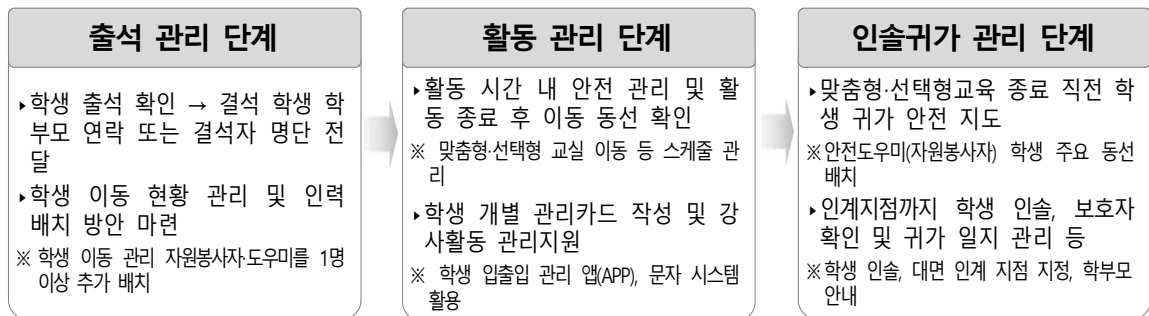 출석 관리 단계
▸학생 출석 확인 → 결석 학생 학
부모 연락 또는 결석자 명단 전
달
▸학생 이동 현황 관리 및 인력
배치 방안 마련
※ 학생 이동 관리 자원봉사자·도우미를 1명
이상 추가 배치
활동 관리 단계
▸활동 시간 내 안전 관리 및 활
동 종료 후 이동 동선 확인
※ 맞춤형·선택형 교실 이동 등 스케줄 관
리
▸학생 개별 관리카드 작성 및 강
사활동 관리지원
※ 학생 입출입 관리 앱(APP), 문자 시스템
활용
인솔귀가 관리 단계
▸맞춤형·선택형교육 종료 직전 학
생 귀가 안전 지도
※안전도우미(자원봉사자) 학생 주요 동선
배치
▸인계지점까지 학생 인솔, 보호자
확인 및 귀가 일지 관리 등
※학생 인솔, 대면 인계 지점 지정, 학부모
안내